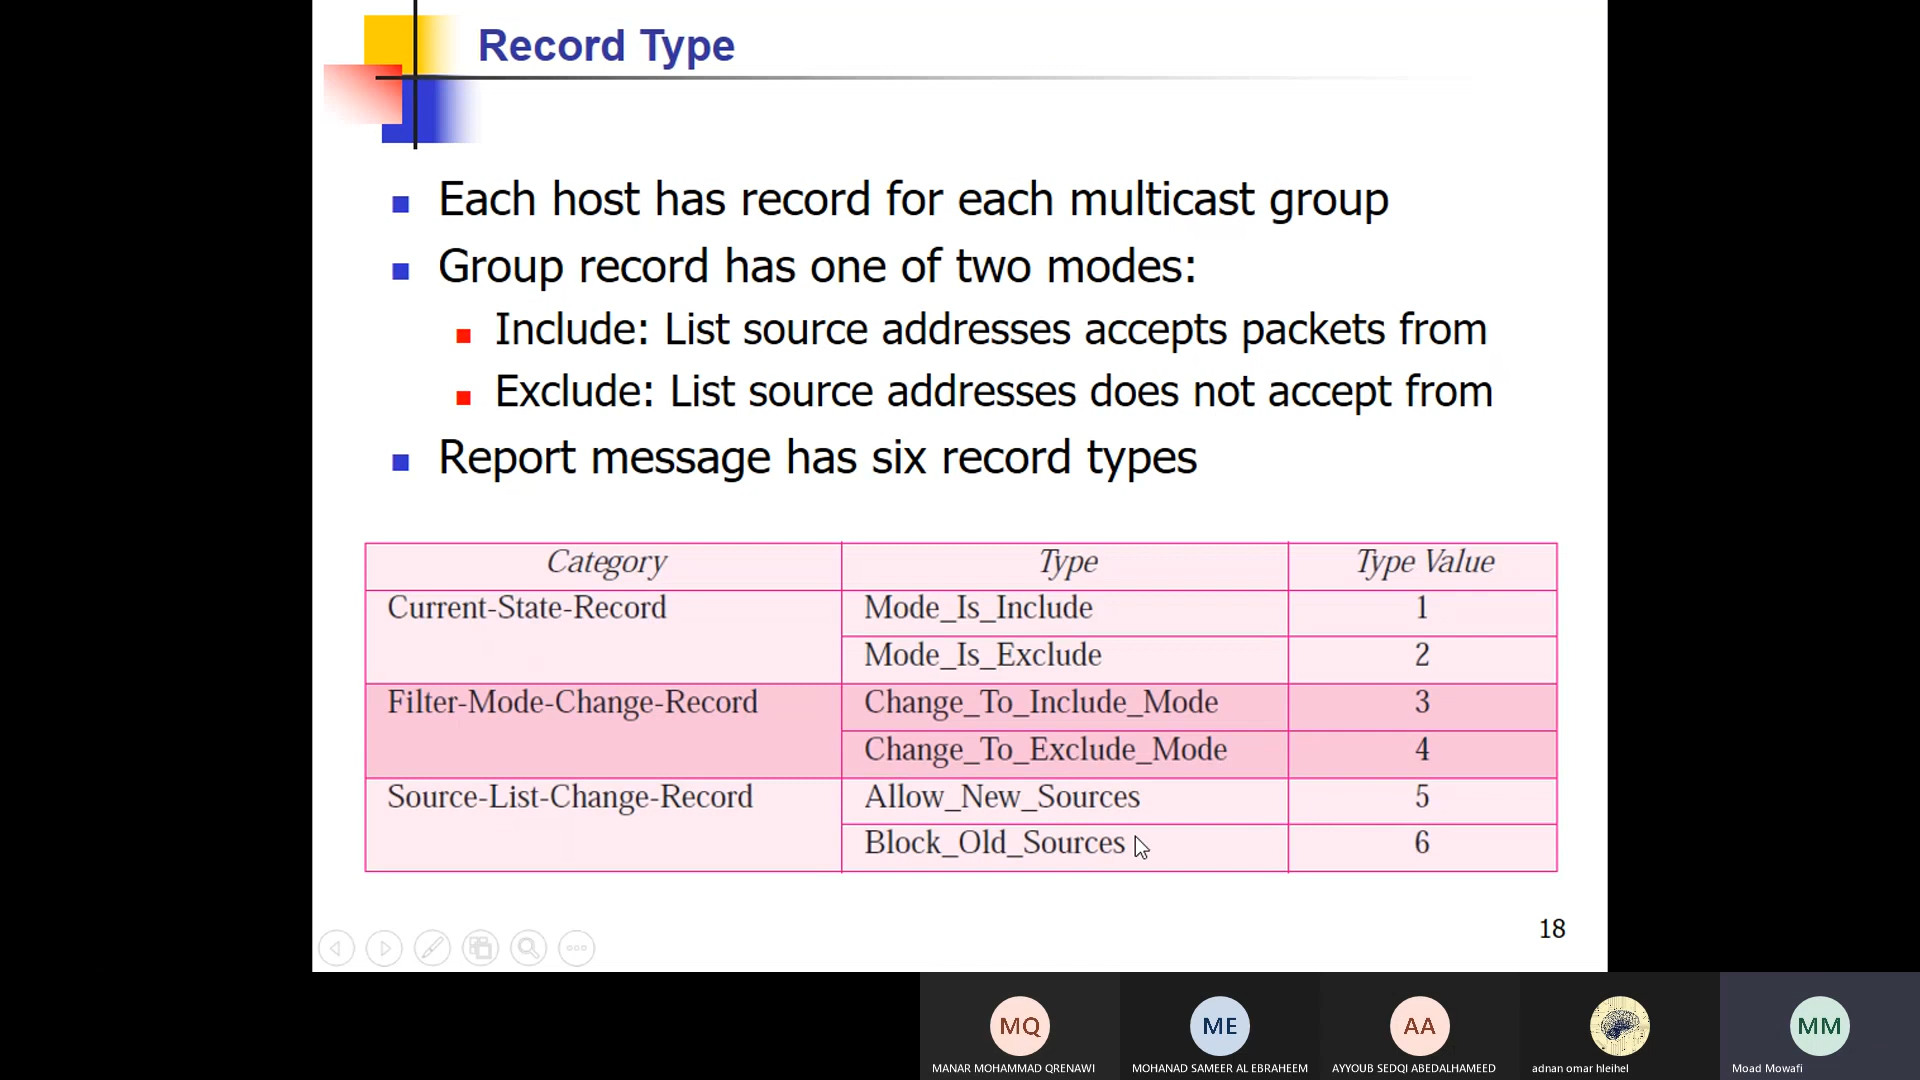 Record Type
Each host has record for each multicast group
Group record has one of two modes:
Include: List source addresses accepts packets from
Exclude: List source addresses does not accept from
Report message has six record types
Category Type Type Value
Current-State-Record Mode_Is_Include 1
Mode_Is_Exclude 2
Filter-Mode-Change-Record Change_To_Include_Mode 3
Change_To_Exclude_Mode 4
Source-List-Change-Record Allow_New_Sources 5
Block_Old_Sources 6
18
MQ ME AA MM
MANAR MOHAMMAD QRENAWI MOHANAD SAMEER AL EBRAHEEM AYYOUB SEDQI ABEDALHAMEED adnan omar hleihel Moad Mowafi